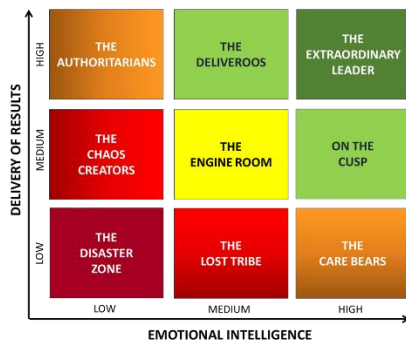 DELIVERY OF RESULTS
HIGH
THE
AUTHORITARIANS
THE
DELIVEROOS
THE
EXTRAORDINARY
LEADER
MEDIUM
THE
CHAOS
CREATORS
THE
ENGINE ROOM
ON THE
CUSP
LOW
THE
DISASTER
ZONE
THE
LOST TRIBE
THE
CARE BEARS
LOW
MEDIUM
HIGH
EMOTIONAL INTELLIGENCE